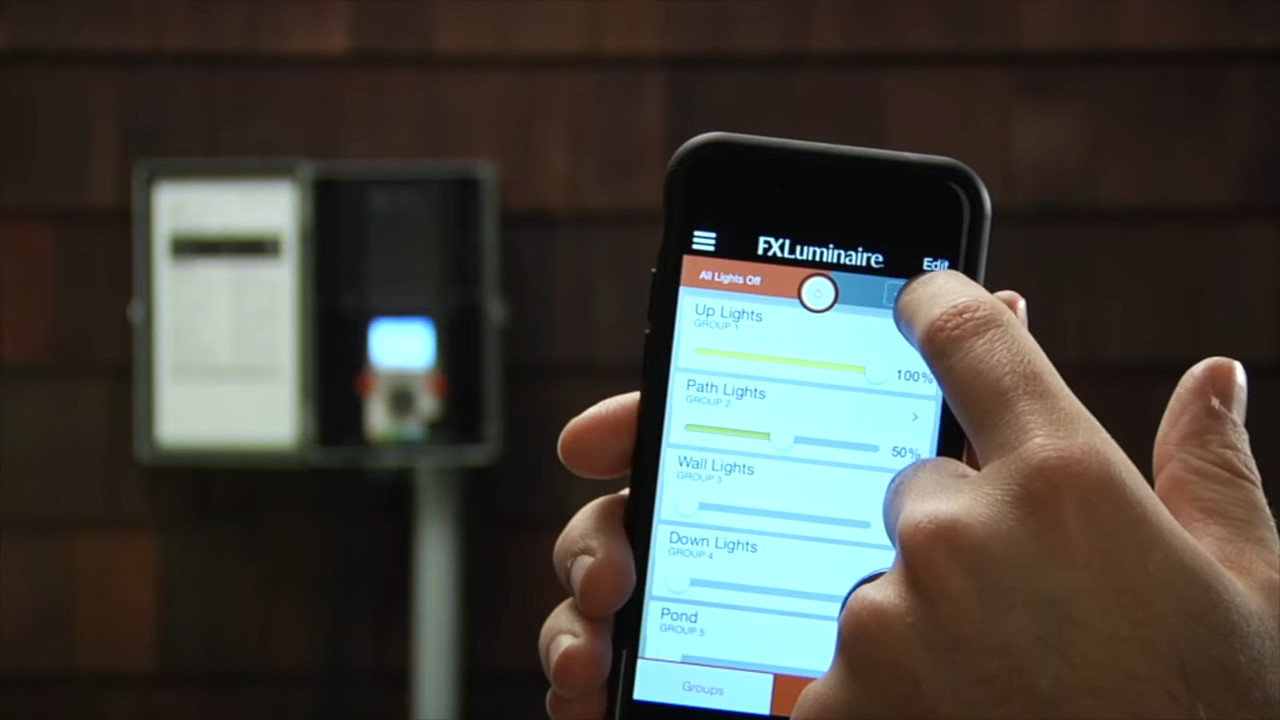 FXLuminaire
Edit
All Lights Off
Up Lights
GROUP 1
100%
Path Lights
GROUP 2
50%
Wall Lights
GROUP 3
Down Lights
GROUP 4
Pond
GROUP 5
Groups